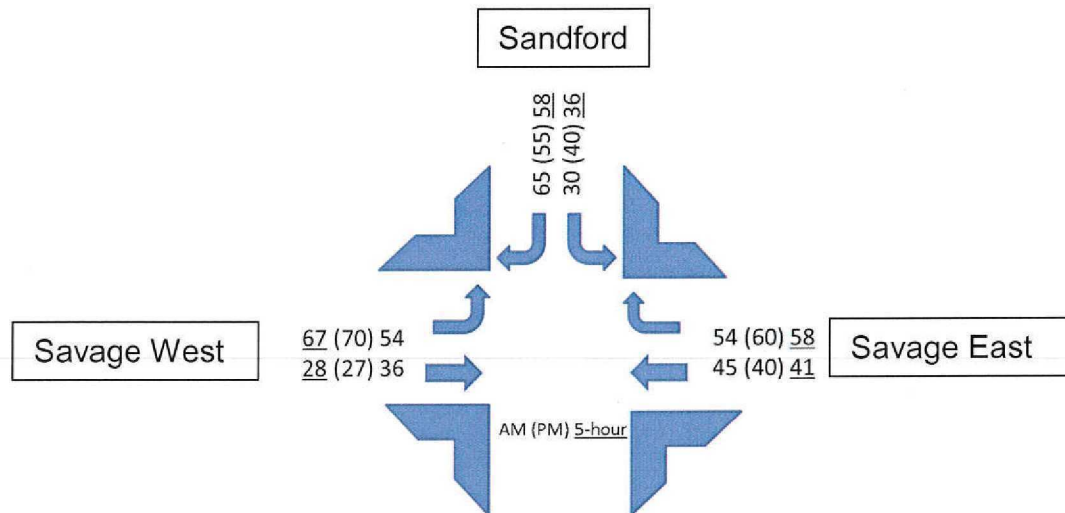 Sandford
65 (55) 58
30 (40) 36
Savage West
67 (70) 54
28 (27) 36
54 (60) 58
45 (40) 41
Savage East
AM (PM) 5-hour